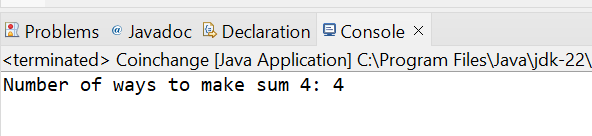 Problems @ Javadoc Declaration Console
<terminated> Coinchange [Java Application] C:\Program Files\Java\jdk-22\
Number of ways to make sum 4: 4